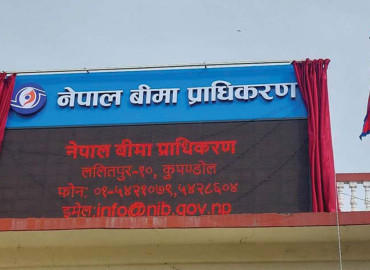 नेपाल बीमा प्राधिकरण
नेपाल बीमा प्राधिकरण
ललितपुर-१०, कुपण्डोल
फोन: ०१-५४२१०७९,५४२८६०४
इमेल:info@nib.gov.np